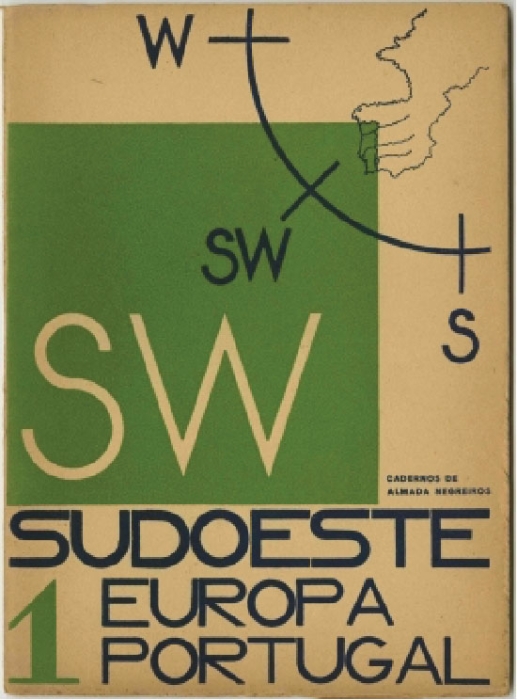 W
SW
S
SW
CADERNOS DE
ALMADA NEGREIROS
SUDOESTE
1 EUROPA
PORTUGAL